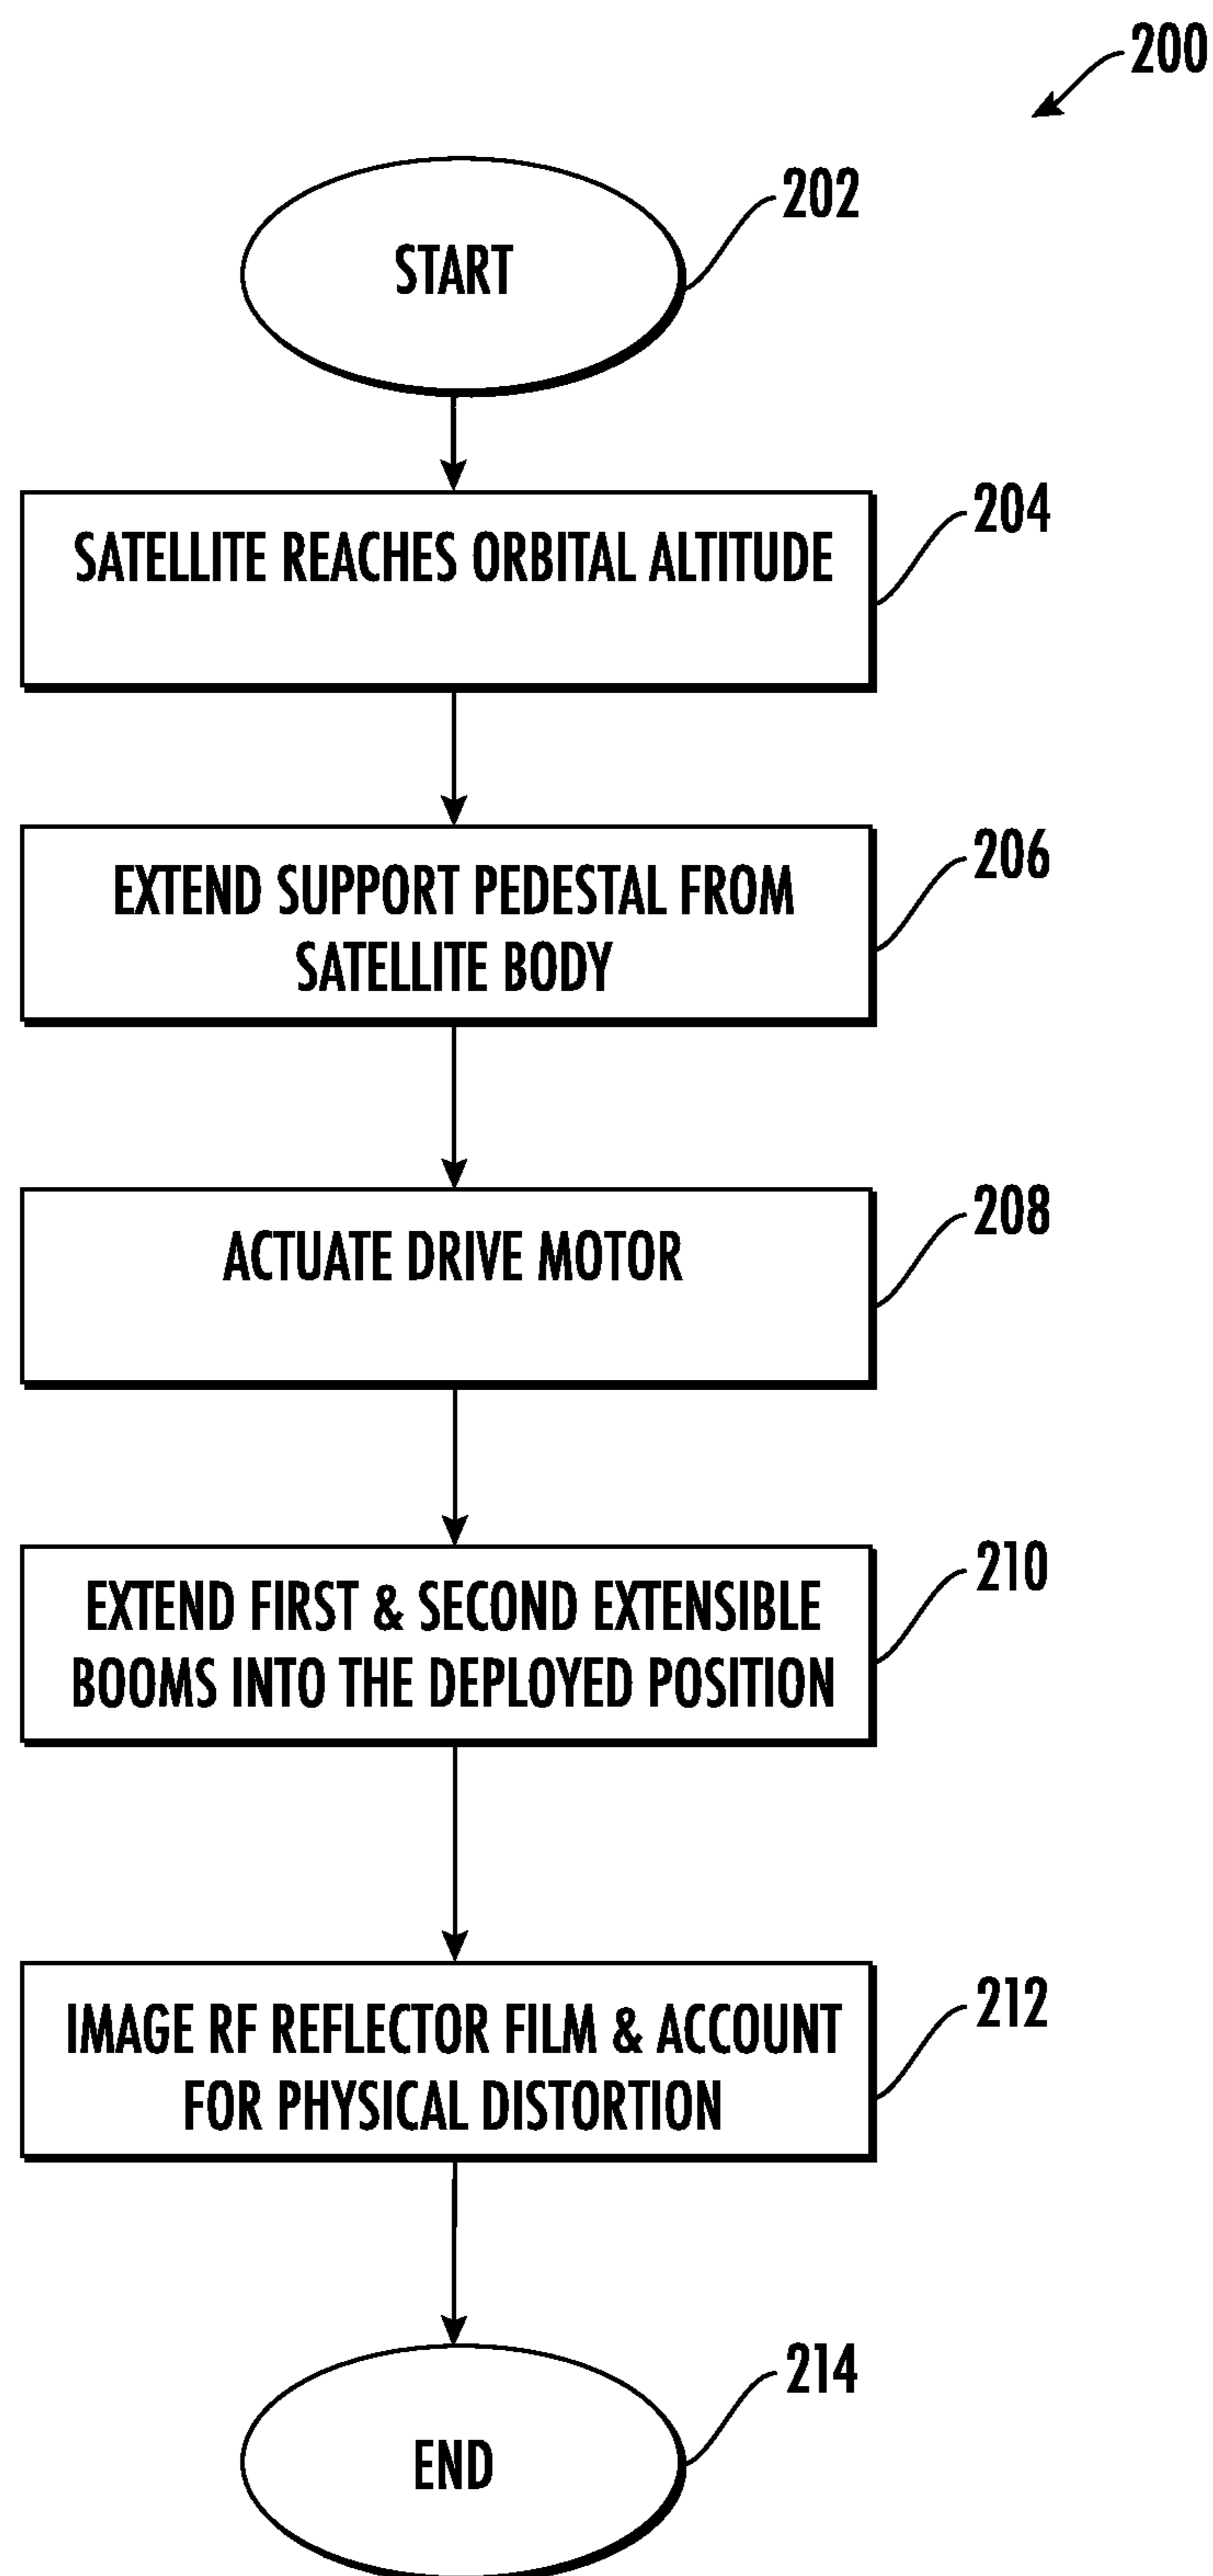 200
202
START
204
SATELLITE REACHES ORBITAL ALTITUDE
206
EXTEND SUPPORT PEDESTAL FROM
SATELLITE BODY
208
ACTUATE DRIVE MOTOR
210
EXTEND FIRST & SECOND EXTENSIBLE
BOOMS INTO THE DEPLOYED POSITION
212
IMAGE RF REFLECTOR FILM & ACCOUNT
FOR PHYSICAL DISTORTION
214
END